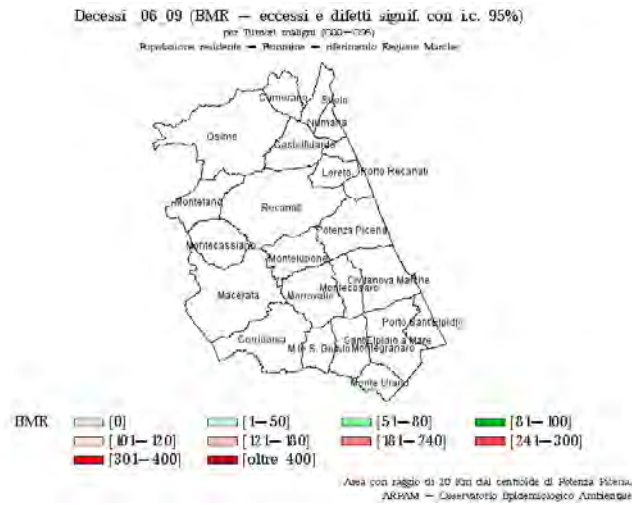 Decessi 06_09 (BMR — eccessi e difetti signif. con i.c. 95%)
per Tumori maligni
Popolazione residente — Femmine — riferimento Regione Marche
Camerano
Sirolo
Numana
Osimo
Castelfidardo
Loreto
Porto Recanati
Montefano
Recanati
Potenza Picena
Montecassiano
Montelupone
Civitanova Marche
Montecosaro
Macerata
Morrovalle
Porto Sant'Elpidio
Corridonia
Sant'Elpidio a Mare
Montegranaro
Monte Urano
BMR
[0] [1—50] [51—80] [81—100]
[101—120] [121—180] [181—240] [241—300]
[301—400] [oltre 400]
Area con raggio di 20 Km dal centroide di Potenza Picena.
ARPAM — Osservatorio Epidemiologico Ambientale